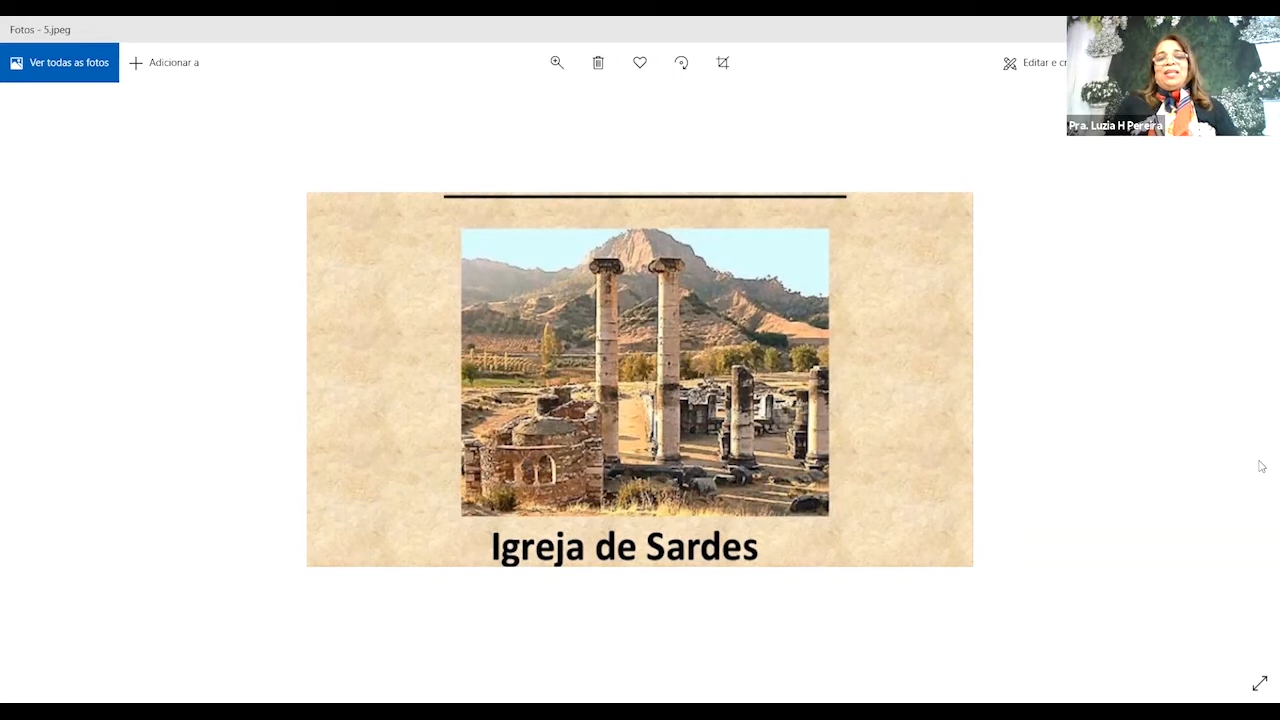 Fotos - 5.jpeg
Ver todas as fotos
Adicionar a
Editar e cr
Pra. Luzia H Pereira
Igreja de Sardes